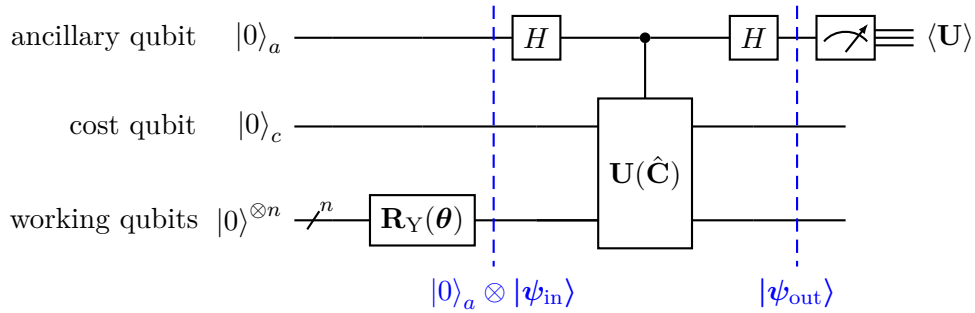 ancillary qubit |0⟩_a H H ⟨𝐔⟩
cost qubit |0⟩_c 𝐔(𝐂̂)
working qubits |0⟩^{⊗n} n 𝐑_Y(𝜽)
|0⟩_a ⊗ |𝝍_in⟩ |𝝍_out⟩